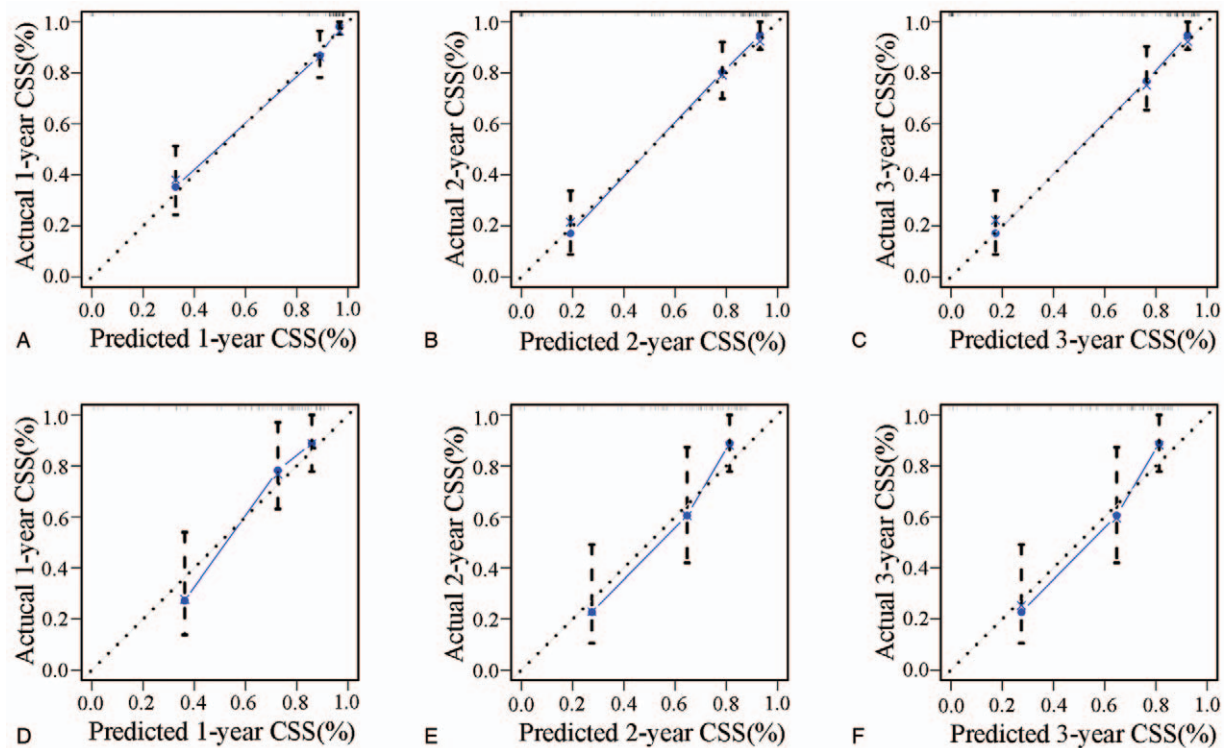 Actucal 1-year CSS(%)
1.0
0.8
0.6
0.4
0.2
0.0
0.0 0.2 0.4 0.6 0.8 1.0
A Predicted 1-year CSS(%)
Actual 2-year CSS(%)
1.0
0.8
0.6
0.4
0.2
0.0
0.0 0.2 0.4 0.6 0.8 1.0
B Predicted 2-year CSS(%)
Actual 3-year CSS(%)
1.0
0.8
0.6
0.4
0.2
0.0
0.0 0.2 0.4 0.6 0.8 1.0
C Predicted 3-year CSS(%)
Actucal 1-year CSS(%)
1.0
0.8
0.6
0.4
0.2
0.0
0.0 0.2 0.4 0.6 0.8 1.0
D Predicted 1-year CSS(%)
Actual 2-year CSS(%)
1.0
0.8
0.6
0.4
0.2
0.0
0.0 0.2 0.4 0.6 0.8 1.0
E Predicted 2-year CSS(%)
Actual 3-year CSS(%)
1.0
0.8
0.6
0.4
0.2
0.0
0.0 0.2 0.4 0.6 0.8 1.0
F Predicted 3-year CSS(%)